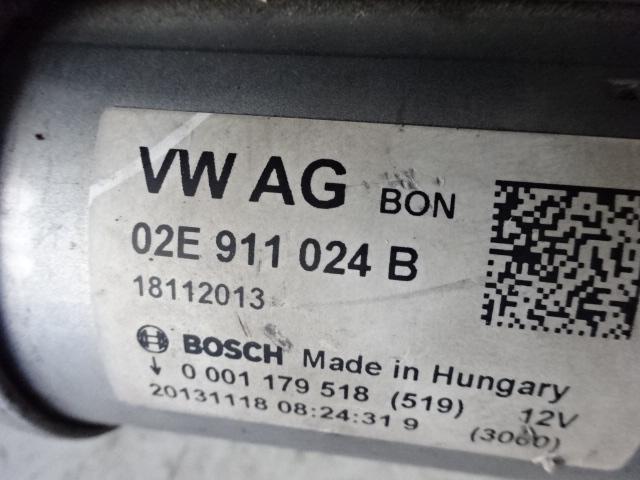 VW AG BON
02E 911 024 B
18112013
BOSCH Made in Hungary
↓ 0 001 179 518 (519) 12V
20131118 08:24:31 9 (3060)